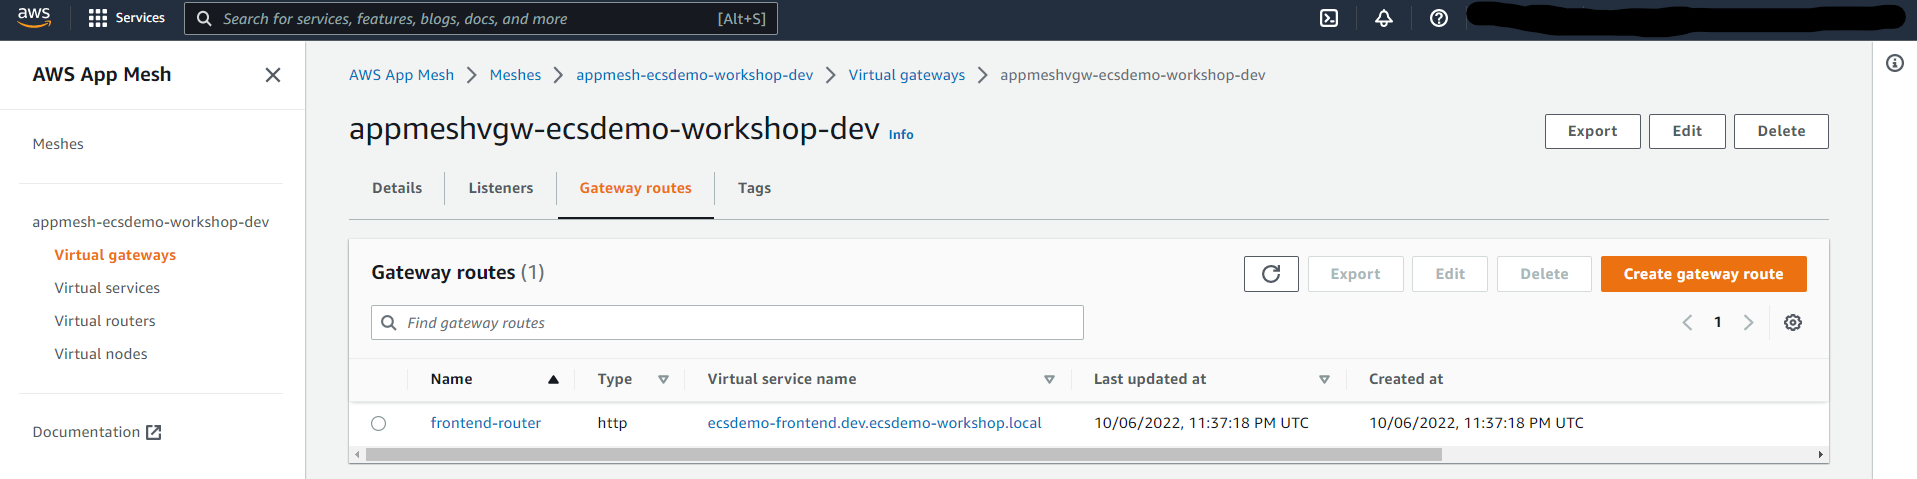 aws Services Search for services, features, blogs, docs, and more [Alt+S]
AWS App Mesh
Meshes
appmesh-ecsdemo-workshop-dev
Virtual gateways
Virtual services
Virtual routers
Virtual nodes
Documentation
AWS App Mesh > Meshes > appmesh-ecsdemo-workshop-dev > Virtual gateways > appmeshvgw-ecsdemo-workshop-dev
appmeshvgw-ecsdemo-workshop-dev Info Export Edit Delete
Details Listeners Gateway routes Tags
Gateway routes (1) Export Edit Delete Create gateway route
Find gateway routes 1
Name Type Virtual service name Last updated at Created at
frontend-router http ecsdemo-frontend.dev.ecsdemo-workshop.local 10/06/2022, 11:37:18 PM UTC 10/06/2022, 11:37:18 PM UTC